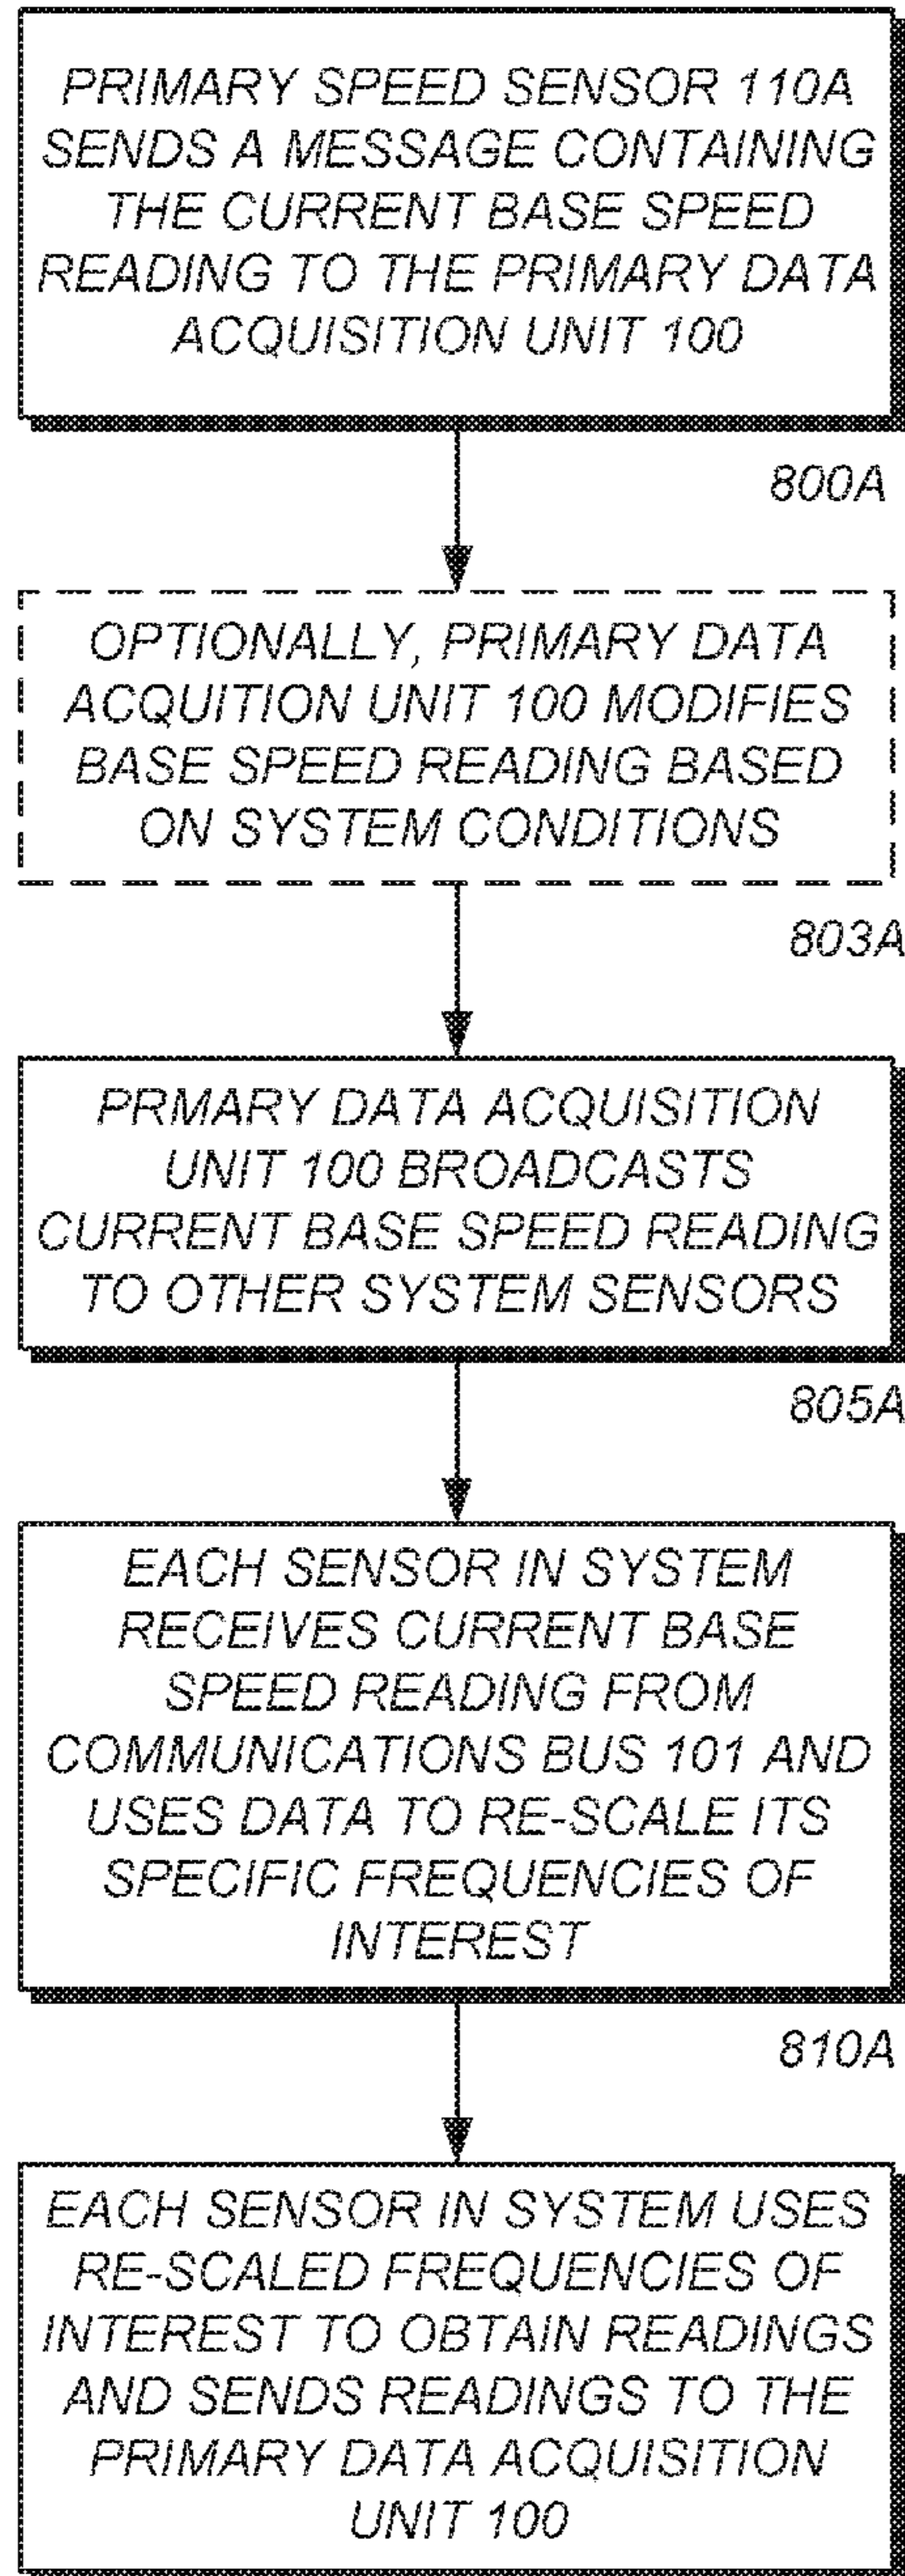 PRIMARY SPEED SENSOR 110A
SENDS A MESSAGE CONTAINING
THE CURRENT BASE SPEED
READING TO THE PRIMARY DATA
ACQUISITION UNIT 100
800A
OPTIONALLY, PRIMARY DATA
ACQUITION UNIT 100 MODIFIES
BASE SPEED READING BASED
ON SYSTEM CONDITIONS
803A
PRMARY DATA ACQUISITION
UNIT 100 BROADCASTS
CURRENT BASE SPEED READING
TO OTHER SYSTEM SENSORS
805A
EACH SENSOR IN SYSTEM
RECEIVES CURRENT BASE
SPEED READING FROM
COMMUNICATIONS BUS 101 AND
USES DATA TO RE-SCALE ITS
SPECIFIC FREQUENCIES OF
INTEREST
810A
EACH SENSOR IN SYSTEM USES
RE-SCALED FREQUENCIES OF
INTEREST TO OBTAIN READINGS
AND SENDS READINGS TO THE
PRIMARY DATA ACQUISITION
UNIT 100